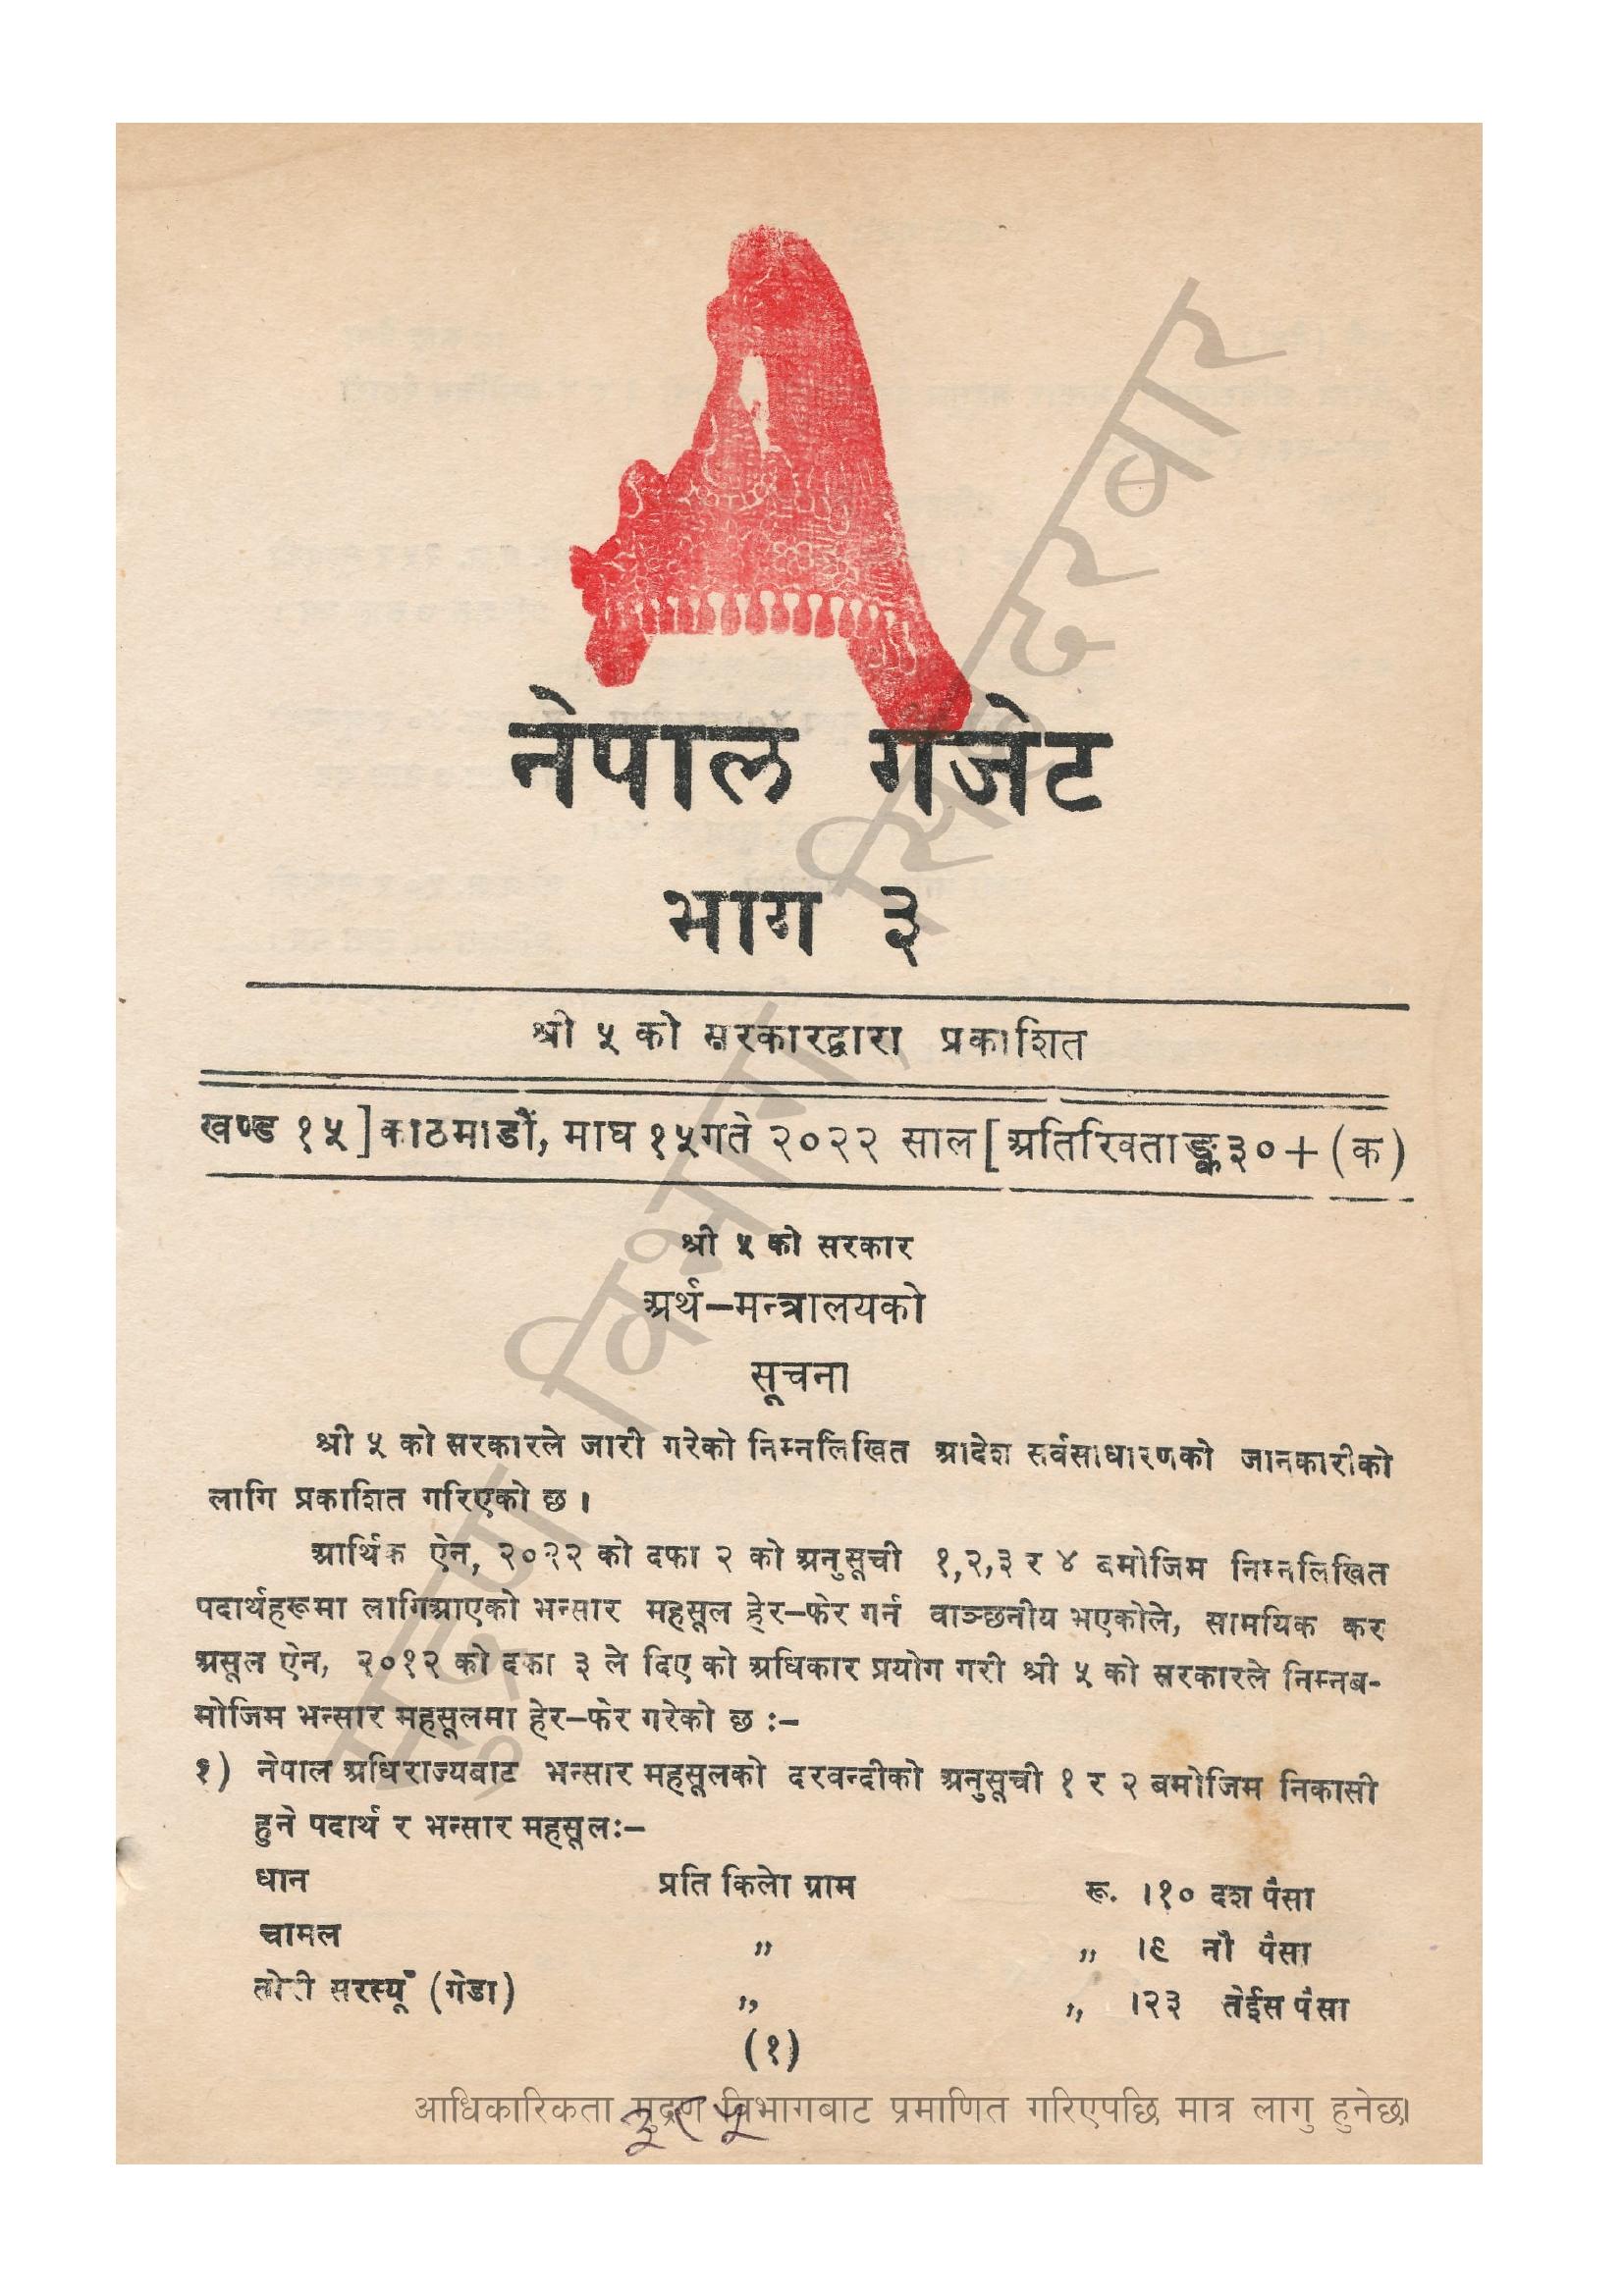 नेपाल गजेट
भाग ३
श्री ५ को सरकारद्वारा प्रकाशित
खण्ड १५] काठमाडौं, माघ १५गते २०२२ साल [अतिरिक्ताङ्क३०+(क)
श्री ५ को सरकार
अर्थ-मन्त्रालयको
सूचना
श्री ५ को सरकारले जारी गरेको निम्नलिखित आदेश सर्वसाधारणको जानकारीको
लागि प्रकाशित गरिएको छ ।
आर्थिक ऐन, २०२२ को दफा २ को अनुसूची १,२,३ र ४ बमोजिम निम्नलिखित
पदार्थहरूमा लागिआएको भन्सार महसूल हेर-फेर गर्न वाञ्छनीय भएकोले, सामयिक कर
असूल ऐन, २०१२ को दफा ३ ले दिए को अधिकार प्रयोग गरी श्री ५ को सरकारले निम्नब-
मोजिम भन्सार महसूलमा हेर-फेर गरेको छ :-
१) नेपाल अधिराज्यबाट भन्सार महसूलको दरवन्दीको अनुसूची १ र २ बमोजिम निकासी
हुने पदार्थ र भन्सार महसूल:-
धान प्रति किलो ग्राम रू. ।१० दश पैसा
चामल ,, ,, ।९ नौ पैसा
तोरी सरस्यूँ (गेडा) ,, ,, ।२३ तेईस पैसा
(१)
आधिकारिकता मुद्रण विभागबाट प्रमाणित गरिएपछि मात्र लागु हुनेछ।
मुद्रण विभाग, सिंहदरबार